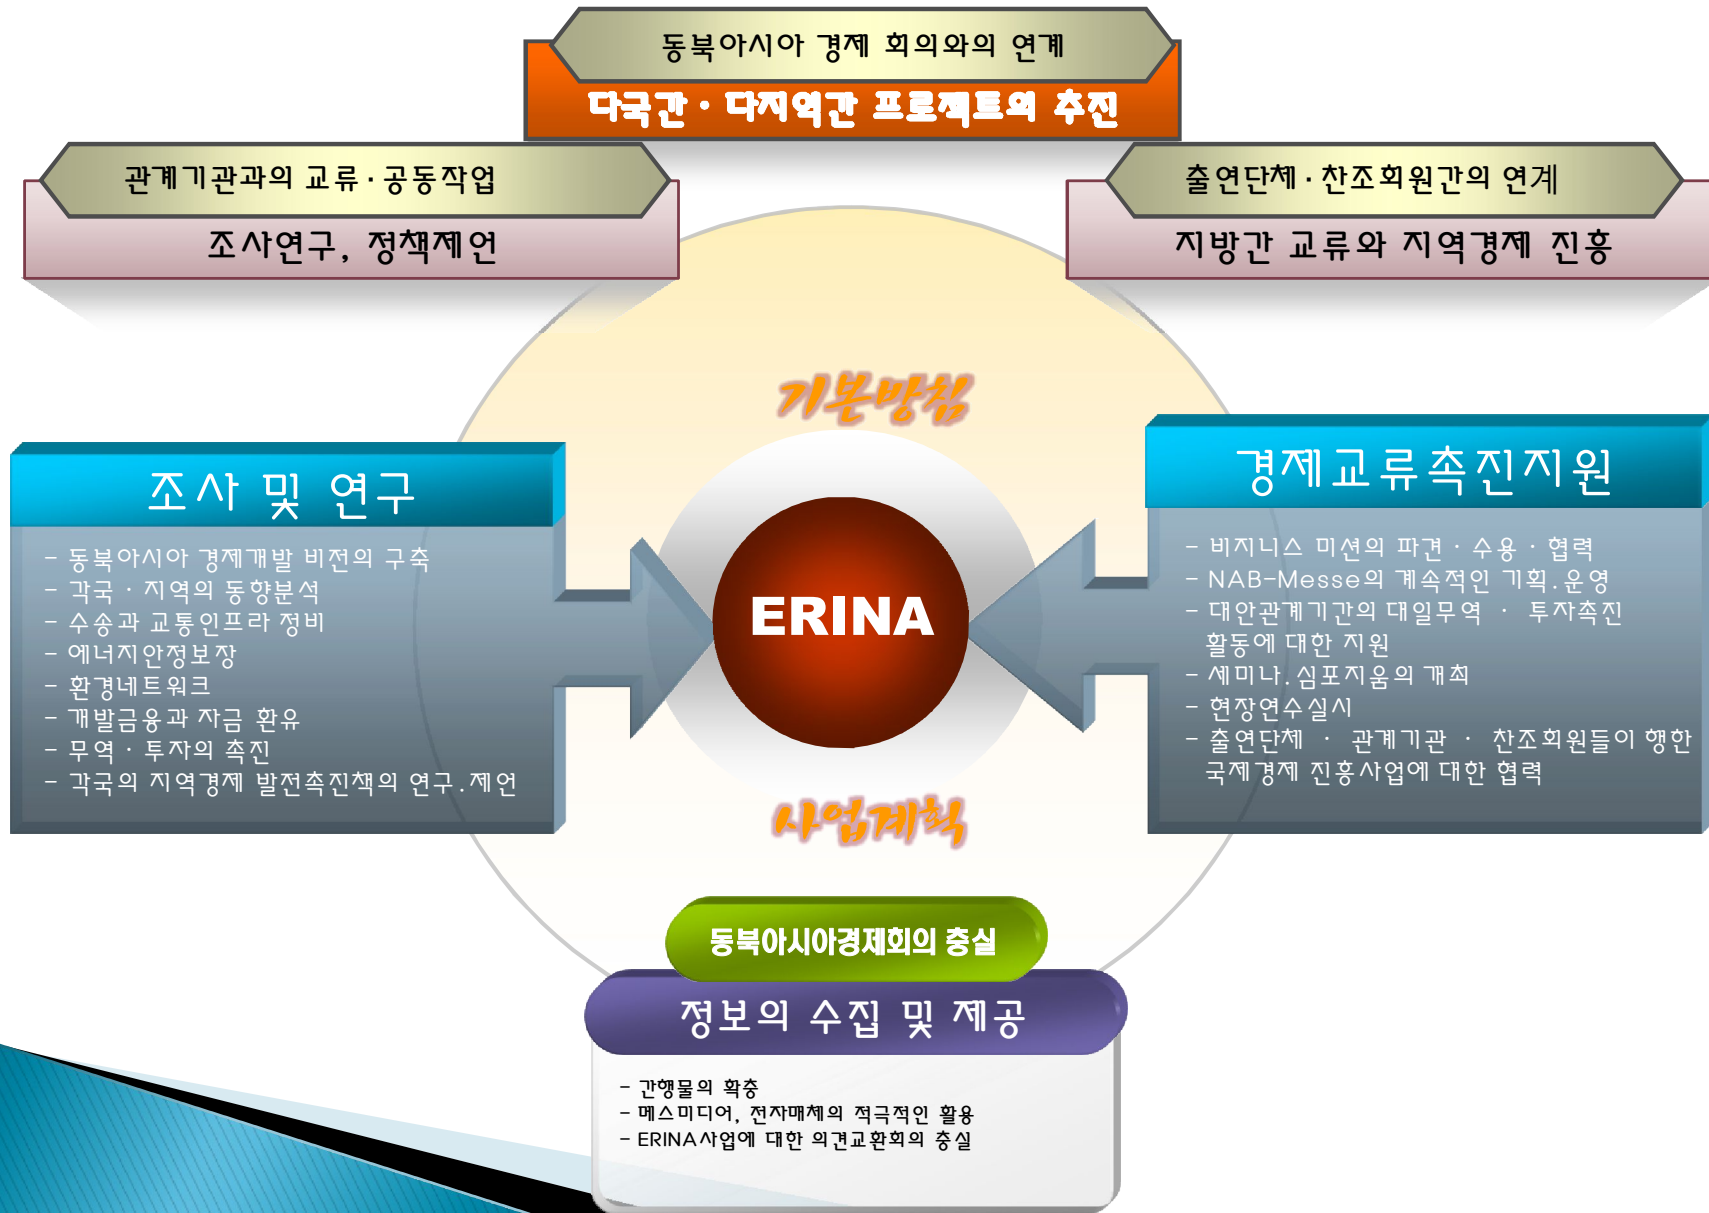 동북아시아 경제 회의와의 연계
다국간 · 다지역간 프로젝트의 추진
관계기관과의 교류·공동작업
조사연구, 정책제언
출연단체·찬조회원간의 연계
지방간 교류와 지역경제 진흥
기본방침
조사 및 연구
- 동북아시아 경제개발 비전의 구축
- 각국 · 지역의 동향분석
- 수송과 교통인프라 정비
- 에너지안정보장
- 환경네트워크
- 개발금융과 자금 환유
- 무역 · 투자의 촉진
- 각국의 지역경제 발전촉진책의 연구.제언
ERINA
경제교류촉진지원
- 비지니스 미션의 파견 · 수용 · 협력
- NAB-Messe의 계속적인 기획.운영
- 대안관계기간의 대일무역 · 투자촉진
활동에 대한 지원
- 세미나.심포지움의 개최
- 현장연수실시
- 출연단체 · 관계기관 · 찬조회원들이 행한
국제경제 진흥사업에 대한 협력
사업계획
동북아시아경제회의 충실
정보의 수집 및 제공
- 간행물의 확충
- 메스미디어, 전자매체의 적극적인 활용
- ERINA사업에 대한 의견교환회의 충실